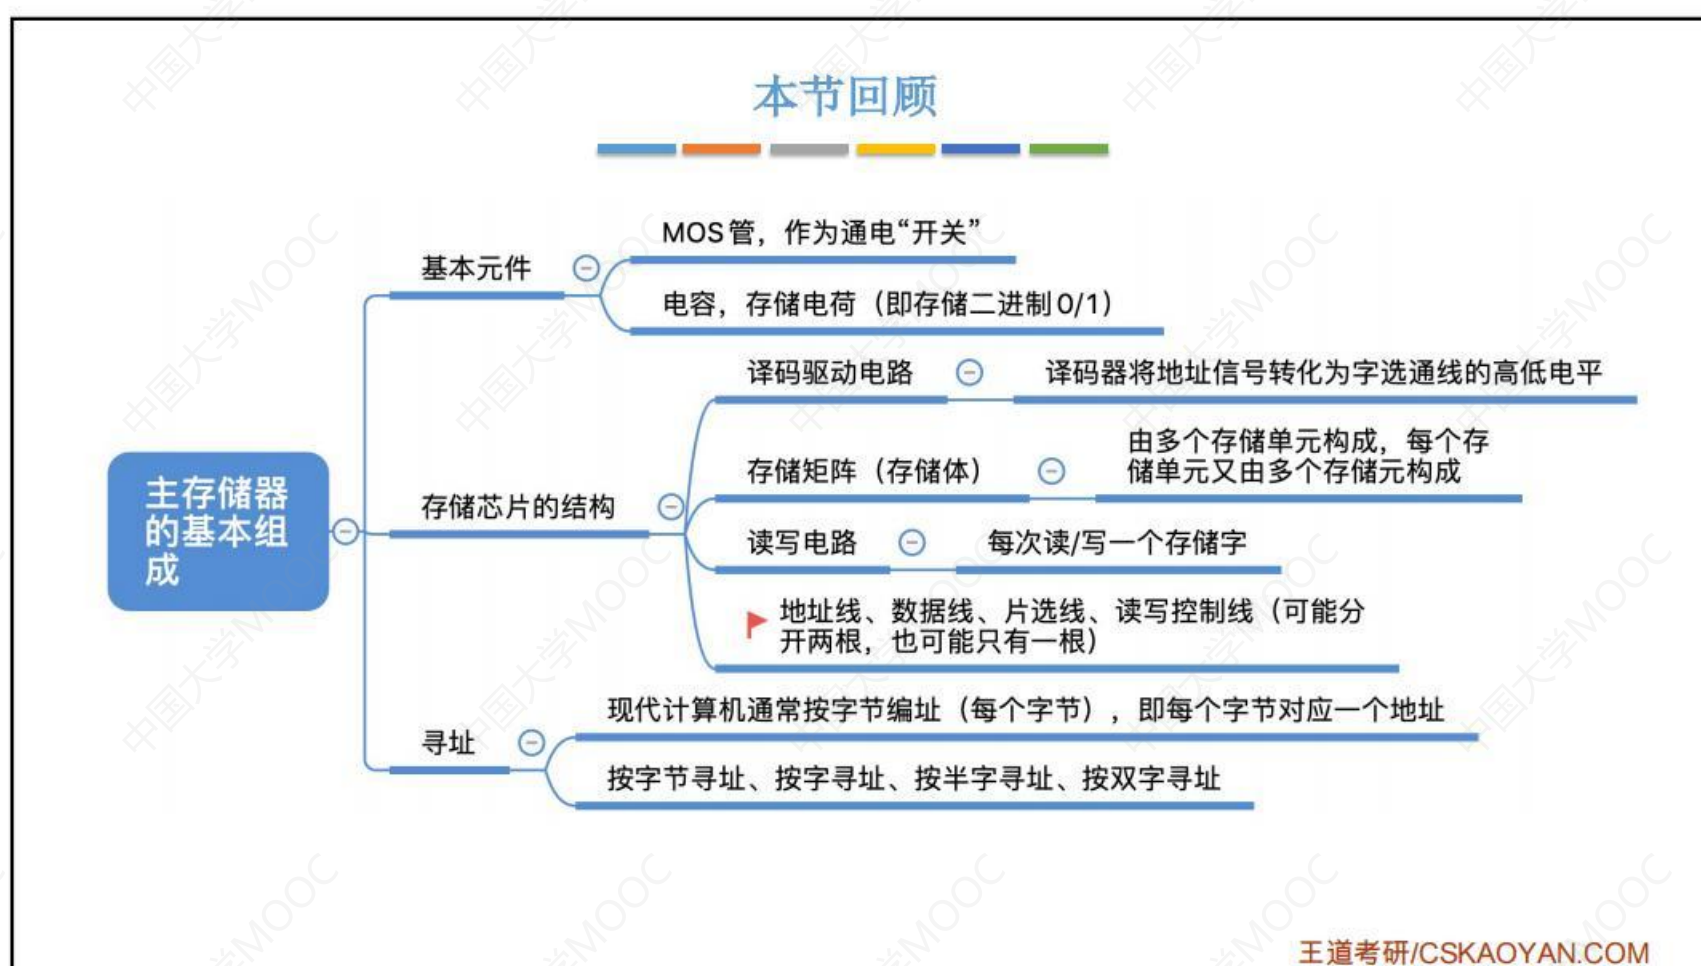 本节回顾
MOS管，作为通电“开关”
基本元件
电容，存储电荷（即存储二进制0/1）
译码驱动电路
译码器将地址信号转化为字选通线的高低电平
由多个存储单元构成，每个存
储单元又由多个存储元构成
存储矩阵（存储体）
主存储器
的基本组
成
存储芯片的结构
读写电路
每次读/写一个存储字
地址线、数据线、片选线、读写控制线（可能分
开两根，也可能只有一根）
现代计算机通常按字节编址（每个字节），即每个字节对应一个地址
寻址
按字节寻址、按字寻址、按半字寻址、按双字寻址
王道考研/CSKAOYAN.COM
中国大学MOOC